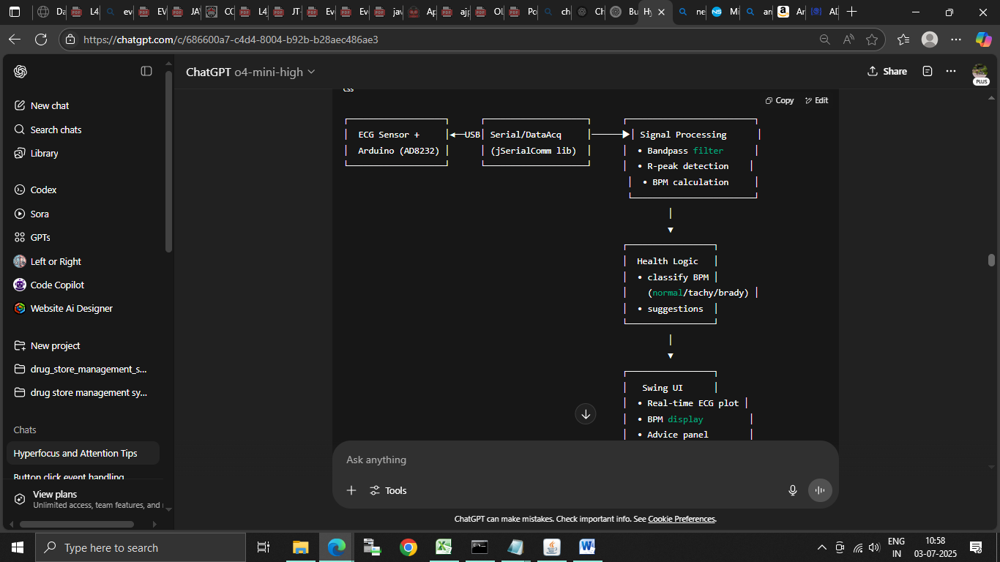 Da
L4
ev
EV
JA
CC
L4
JT-
Ev
Ev
jav
Ap
ajp
OL
Po
ch
Ch
Bu
Hy
ne
Mi
an
Ar
AD
https://chatgpt.com/c/686600a7-c4d4-8004-b92b-b28aec486ae3
ChatGPT o4-mini-high
Share
PLUS
New chat
Search chats
Library
Codex
Sora
GPTs
Left or Right
Code Copilot
Website Ai Designer
New project
drug_store_management_s...
drug store management sy...
Chats
Hyperfocus and Attention Tips
Button click event handling
View plans
Unlimited access, team features, and
css
Copy Edit
ECG Sensor + USB Serial/DataAcq Signal Processing
Arduino (AD8232) (jSerialComm lib) • Bandpass filter
• R-peak detection
• BPM calculation
Health Logic
• classify BPM
(normal/tachy/brady)
• suggestions
Swing UI
• Real-time ECG plot
• BPM display
• Advice panel
Ask anything
Tools
ChatGPT can make mistakes. Check important info. See Cookie Preferences.
Type here to search
ENG
IN
10:58
03-07-2025